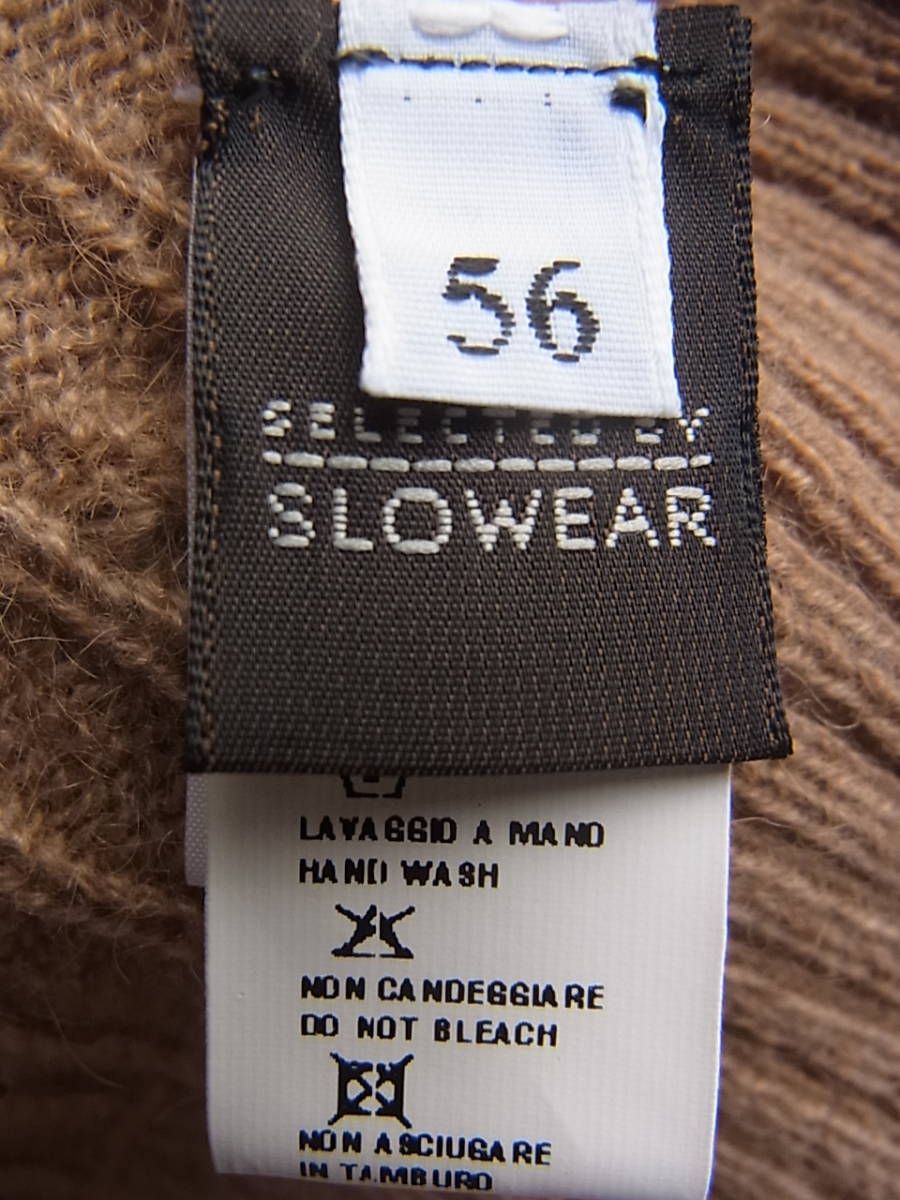 56
SELECTED BY
SLOWEAR
LAVAGGIO A MANO
HAND WASH
NON CANDEGGIARE
DO NOT BLEACH
NON ASCIUGARE
IN TAMBURO